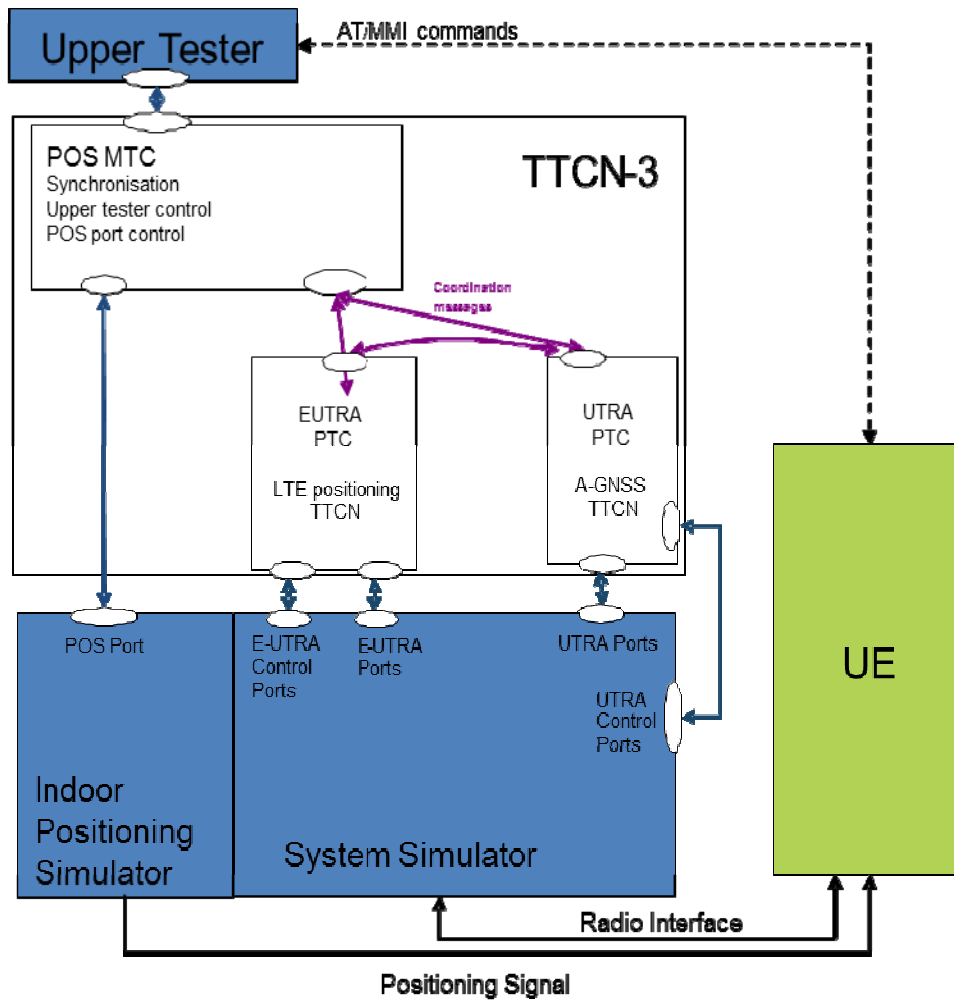 AT/MMI commands
Upper Tester
POS MTC
Synchronisation
Upper tester control
POS port control
TTCN-3
Coordination
messages
EUTRA
PTC
LTE positioning
TTCN
UTRA
PTC
A-GNSS
TTCN
POS Port
E-UTRA
Control
Ports
E-UTRA
Ports
UTRA Ports
UTRA
Control
Ports
UE
Indoor
Positioning
Simulator
System Simulator
Radio Interface
Positioning Signal